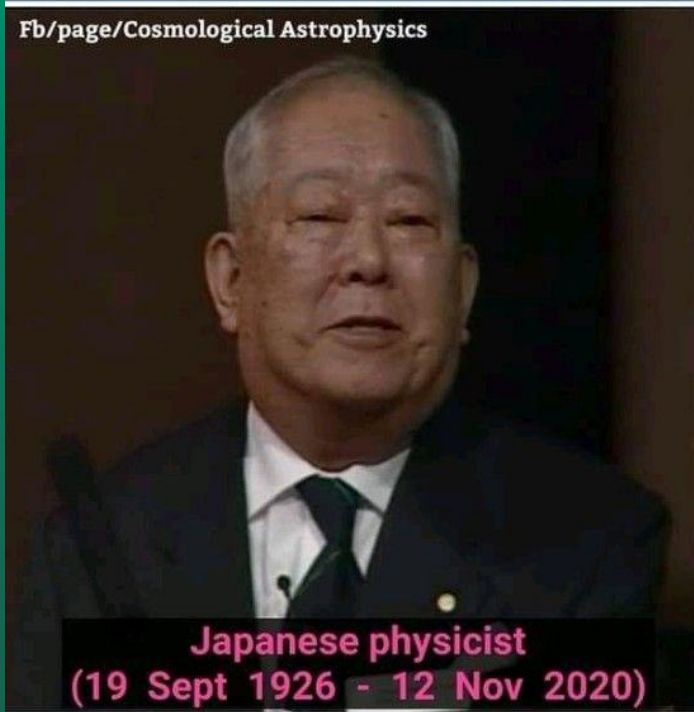 Fb/page/Cosmological Astrophysics
Japanese physicist
(19 Sept 1926 - 12 Nov 2020)